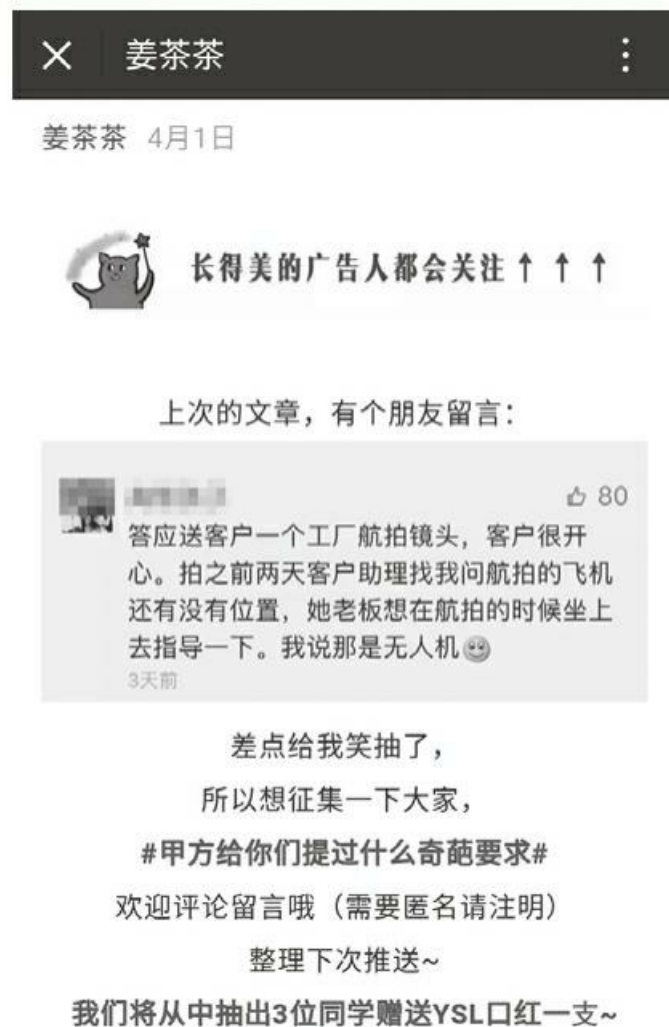 姜茶茶
姜茶茶 4月1日
长得美的广告人都会关注↑ ↑ ↑
上次的文章，有个朋友留言：
80
答应送客户一个工厂航拍镜头，客户很开
心。拍之前两天客户助理找我问航拍的飞机
还有没有位置，她老板想在航拍的时候坐上
去指导一下。我说那是无人机
3天前
差点给我笑抽了，
所以想征集一下大家，
#甲方给你们提过什么奇葩要求#
欢迎评论留言哦（需要匿名请注明）
整理下次推送~
我们将从中抽出3位同学赠送YSL口红一支~